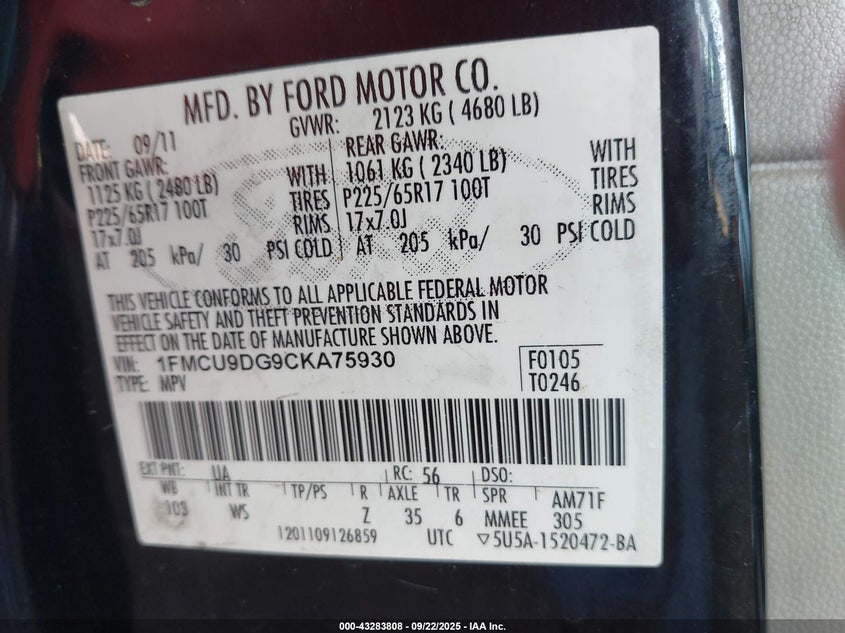 MFD. BY FORD MOTOR CO.
DATE: 09/11 GVWR: 2123 KG ( 4680 LB)
FRONT GAWR: REAR GAWR:
1125 KG ( 2480 LB) WITH 1061 KG ( 2340 LB) WITH
P225/65R17 100T TIRES P225/65R17 100T TIRES
17x7.0J RIMS 17x7.0J RIMS
AT 205 kPa/ 30 PSI COLD AT 205 kPa/ 30 PSI COLD
THIS VEHICLE CONFORMS TO ALL APPLICABLE FEDERAL MOTOR
VEHICLE SAFETY AND THEFT PREVENTION STANDARDS IN
EFFECT ON THE DATE OF MANUFACTURE SHOWN ABOVE.
VIN: 1FMCU9DG9CKA75930 F0105
TYPE: MPV T0246
EXT PNT: UA RC: 56 DSO:
WB INT TR TP/PS R AXLE TR SPR AM71F
103 WS Z 35 6 MMEE 305
1201109126859 UTC ▽5U5A-1520472-BA
000-43283808 - 09/22/2025 - IAA Inc.